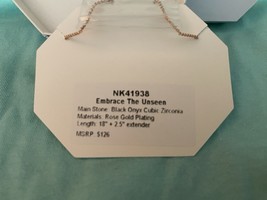 NK41938
Embrace The Unseen
Main Stone: Black Onyx Cubic Zirconia
Materials: Rose Gold Plating
Length: 18" + 2.5" extender
MSRP: $126